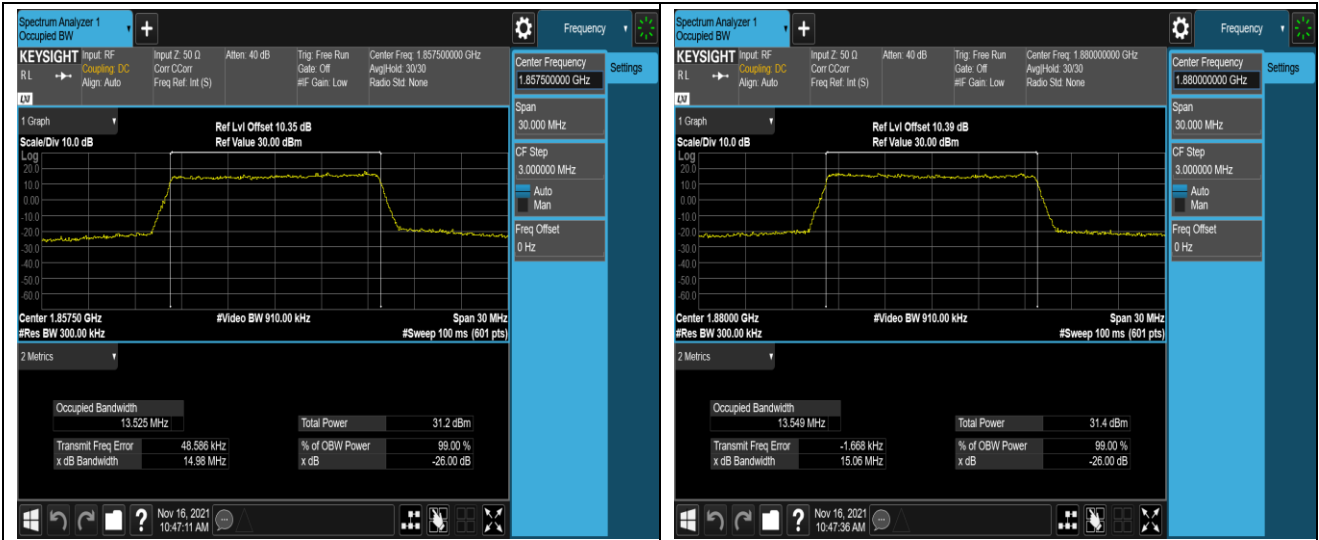 Spectrum Analyzer 1
Occupied BW
Frequency
KEYSIGHT
RL
LXI
Input: RF
Coupling: DC
Align: Auto
Input Z: 50 Ω
Corr CCorr
Freq Ref: Int (S)
Atten: 40 dB
Trig: Free Run
Gate: Off
#IF Gain: Low
Center Freq: 1.857500000 GHz
Avg|Hold: 30/30
Radio Std: None
Center Frequency
1.857500000 GHz
Settings
Span
30.000 MHz
CF Step
3.000000 MHz
Auto
Man
Freq Offset
0 Hz
1 Graph
Scale/Div 10.0 dB
Ref Lvl Offset 10.35 dB
Ref Value 30.00 dBm
Log
20.0
10.0
0.00
-10.0
-20.0
-30.0
-40.0
-50.0
-60.0
Center 1.85750 GHz
#Video BW 910.00 kHz
Span 30 MHz
#Res BW 300.00 kHz
#Sweep 100 ms (601 pts)
2 Metrics
Occupied Bandwidth
13.525 MHz
Total Power 31.2 dBm
Transmit Freq Error 48.586 kHz
% of OBW Power 99.00 %
x dB Bandwidth 14.98 MHz
x dB -26.00 dB
?
Nov 16, 2021
10:47:11 AM
Spectrum Analyzer 1
Occupied BW
Frequency
KEYSIGHT
RL
LXI
Input: RF
Coupling: DC
Align: Auto
Input Z: 50 Ω
Corr CCorr
Freq Ref: Int (S)
Atten: 40 dB
Trig: Free Run
Gate: Off
#IF Gain: Low
Center Freq: 1.880000000 GHz
Avg|Hold: 30/30
Radio Std: None
Center Frequency
1.880000000 GHz
Settings
Span
30.000 MHz
CF Step
3.000000 MHz
Auto
Man
Freq Offset
0 Hz
1 Graph
Scale/Div 10.0 dB
Ref Lvl Offset 10.39 dB
Ref Value 30.00 dBm
Log
20.0
10.0
0.00
-10.0
-20.0
-30.0
-40.0
-50.0
-60.0
Center 1.88000 GHz
#Video BW 910.00 kHz
Span 30 MHz
#Res BW 300.00 kHz
#Sweep 100 ms (601 pts)
2 Metrics
Occupied Bandwidth
13.549 MHz
Total Power 31.4 dBm
Transmit Freq Error -1.668 kHz
% of OBW Power 99.00 %
x dB Bandwidth 15.06 MHz
x dB -26.00 dB
?
Nov 16, 2021
10:47:36 AM